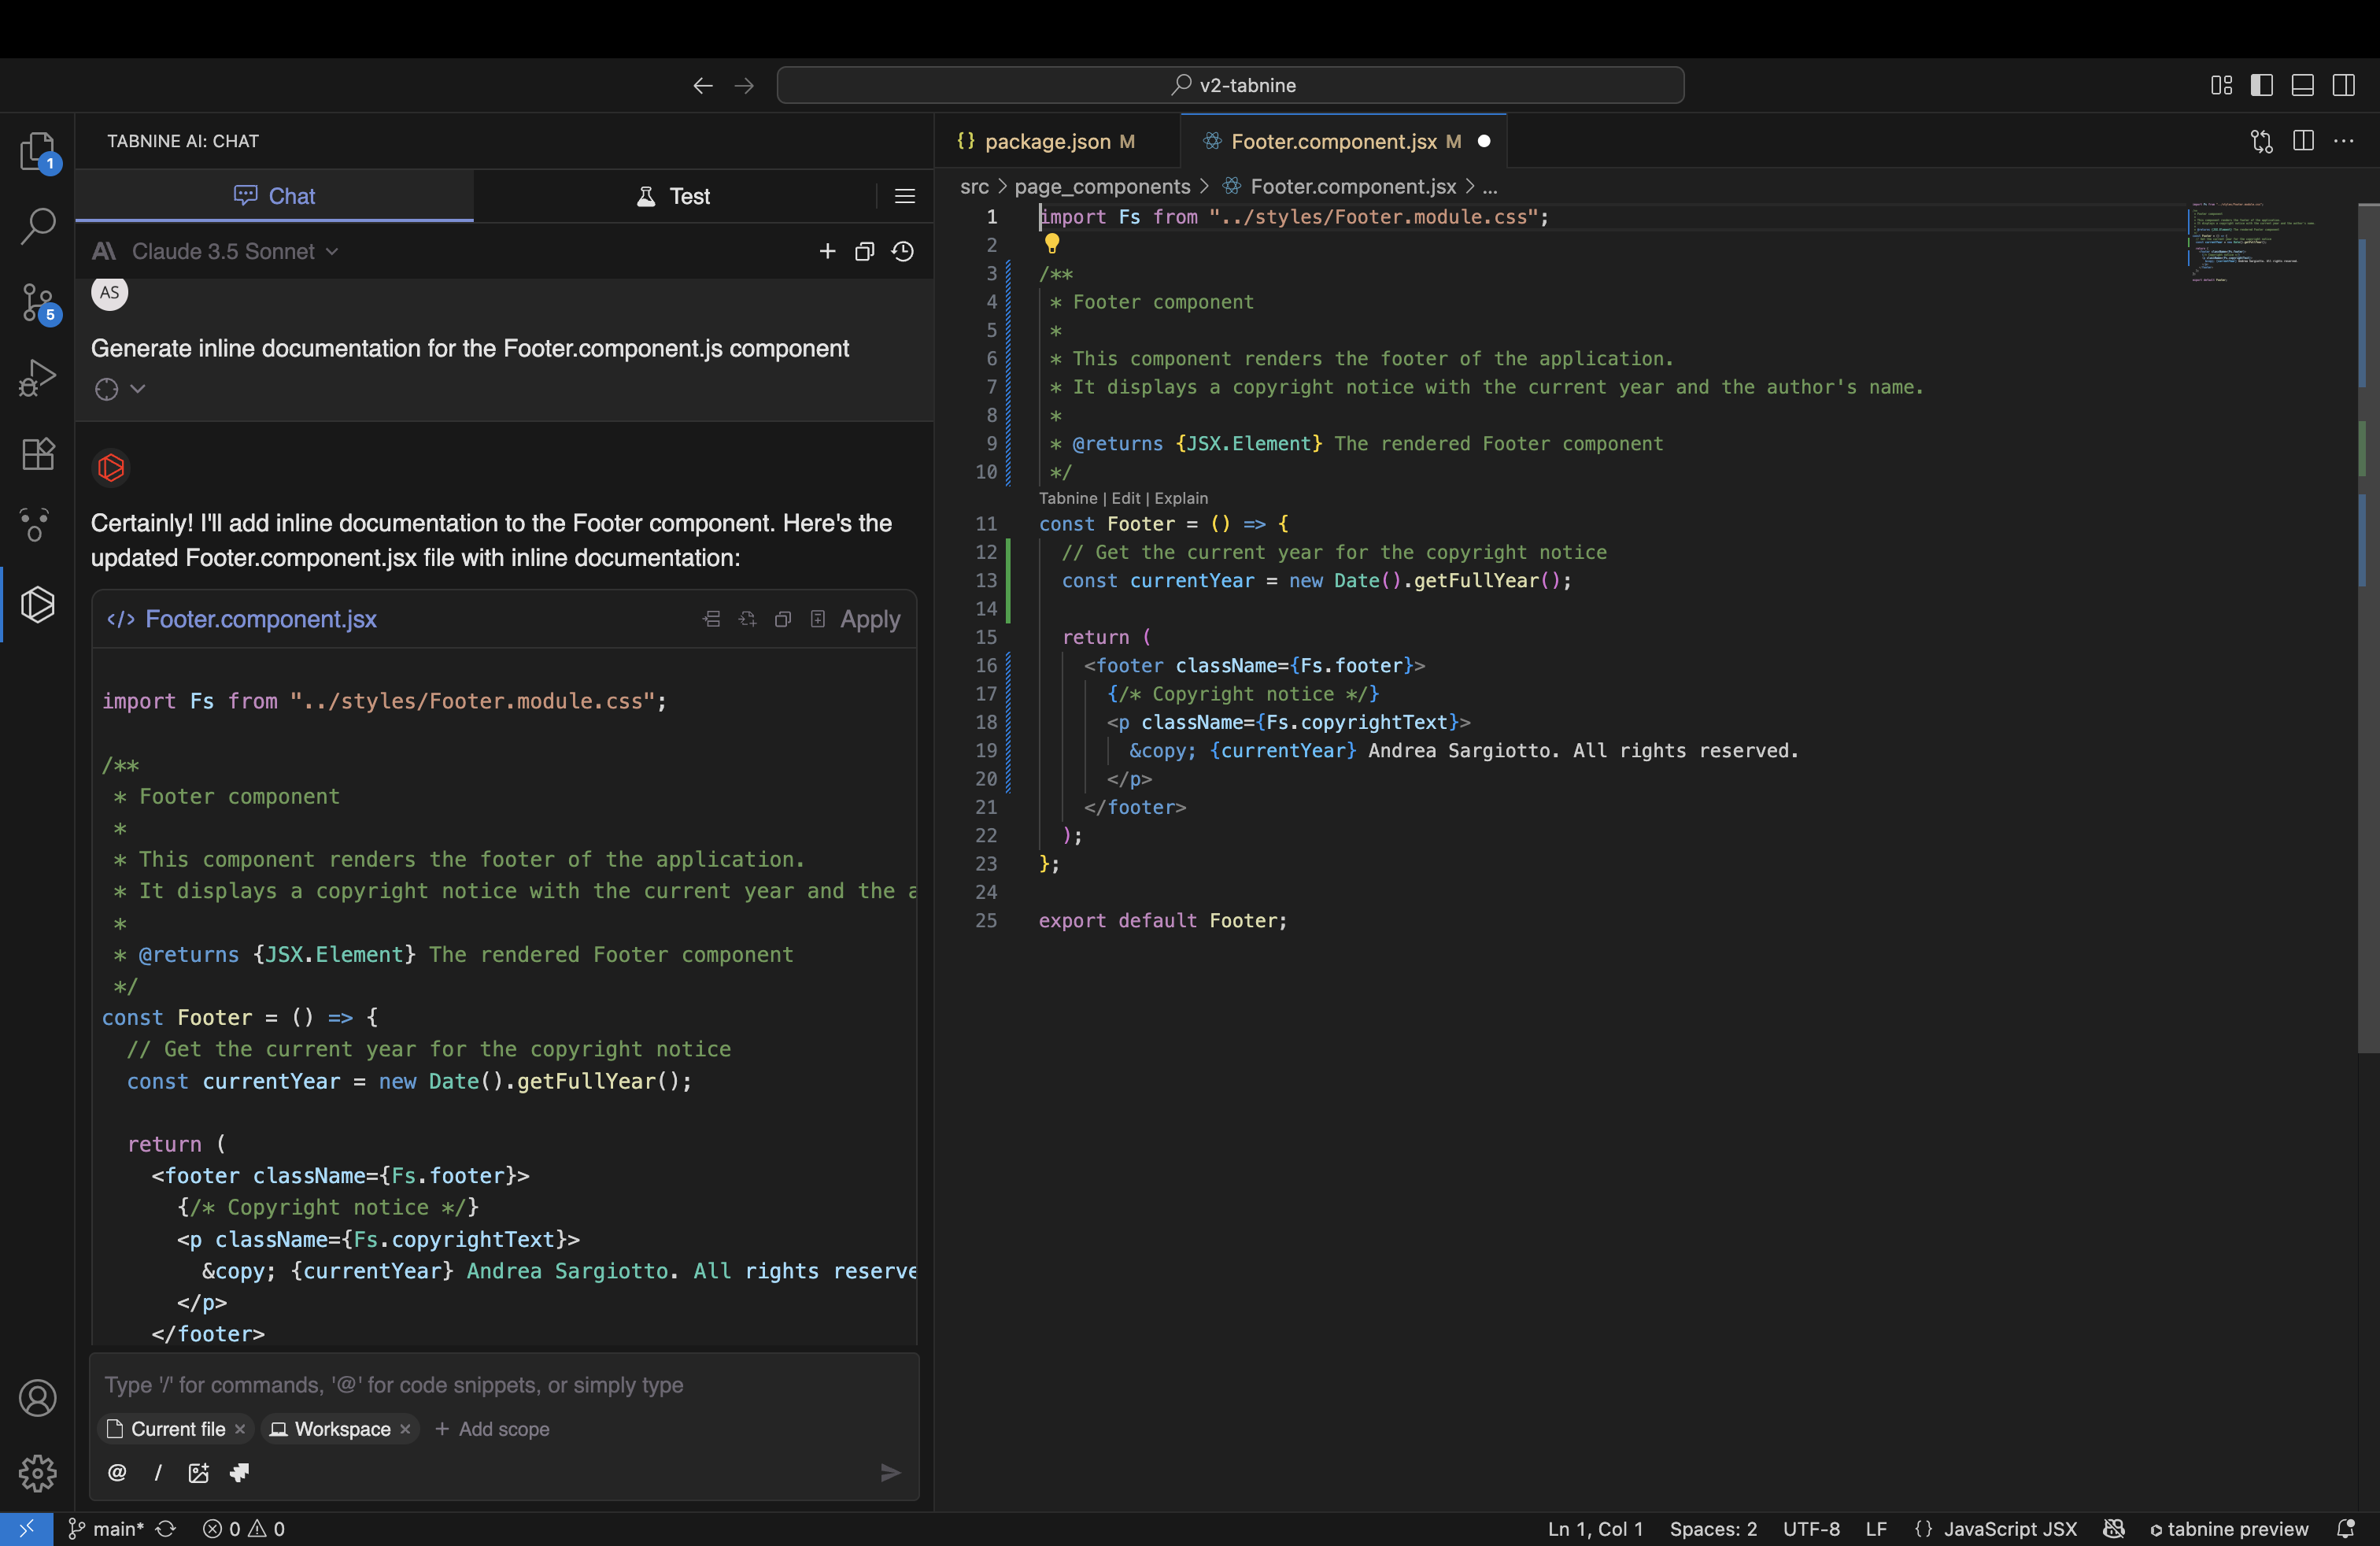 v2-tabnine
1
5
TABNINE AI: CHAT
Chat
Test
Claude 3.5 Sonnet
AS
Generate inline documentation for the Footer.component.js component
Certainly! I'll add inline documentation to the Footer component. Here's the
updated Footer.component.jsx file with inline documentation:
</> Footer.component.jsx
Apply
import Fs from "../styles/Footer.module.css";
/**
 * Footer component
 *
 * This component renders the footer of the application.
 * It displays a copyright notice with the current year and the a
 *
 * @returns {JSX.Element} The rendered Footer component
 */
const Footer = () => {
  // Get the current year for the copyright notice
  const currentYear = new Date().getFullYear();
  return (
    <footer className={Fs.footer}>
      {/* Copyright notice */}
      <p className={Fs.copyrightText}>
        &copy; {currentYear} Andrea Sargiotto. All rights reserve
      </p>
    </footer>
Type '/' for commands, '@' for code snippets, or simply type
Current file ×
Workspace ×
+ Add scope
@ /
{} package.json M
Footer.component.jsx M
src > page_components > Footer.component.jsx > ...
1 import Fs from "../styles/Footer.module.css";
2
3 /**
4  * Footer component
5  *
6  * This component renders the footer of the application.
7  * It displays a copyright notice with the current year and the author's name.
8  *
9  * @returns {JSX.Element} The rendered Footer component
10  */
Tabnine | Edit | Explain
11 const Footer = () => {
12   // Get the current year for the copyright notice
13   const currentYear = new Date().getFullYear();
14
15   return (
16     <footer className={Fs.footer}>
17       {/* Copyright notice */}
18       <p className={Fs.copyrightText}>
19         &copy; {currentYear} Andrea Sargiotto. All rights reserved.
20       </p>
21     </footer>
22   );
23 };
24
25 export default Footer;
main*
0
0
Ln 1, Col 1
Spaces: 2
UTF-8
LF
{} JavaScript JSX
tabnine preview